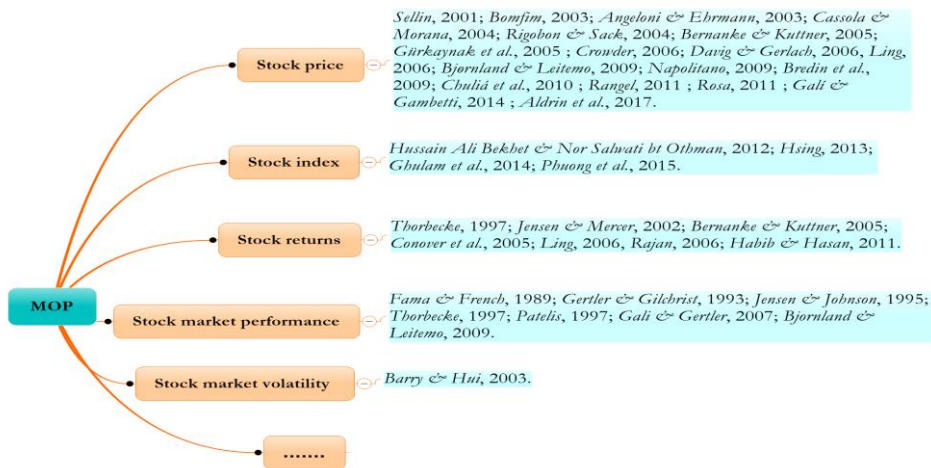 Sellin, 2001; Bomfim, 2003; Angeloni & Ehrmann, 2003; Cassola &
Morana, 2004; Rigobon & Sack, 2004; Bernanke & Kuttner, 2005;
Gürkaynak et al., 2005 ; Crowder, 2006; Davig & Gerlach, 2006, Ling,
Stock price
2006; Bjørnland & Leitemo, 2009; Napolitano, 2009; Bredin et al.,
2009; Chuliá et al., 2010 ; Rangel, 2011 ; Rosa, 2011 ; Galí &
Gambetti, 2014 ; Aldrin et al., 2017.
Stock index
Hussain Ali Bekhet & Nor Salwati bt Othman, 2012; Hsing, 2013;
Ghulam et al., 2014; Phuong et al., 2015.
Stock returns
Thorbecke, 1997; Jensen & Mercer, 2002; Bernanke & Kuttner, 2005;
Conover et al., 2005; Ling, 2006, Rajan, 2006; Habib & Hasan, 2011.
MOP
Stock market performance
Fama & French, 1989; Gertler & Gilchrist, 1993; Jensen & Johnson, 1995;
Thorbecke, 1997; Patelis, 1997; Gali & Gertler, 2007; Bjørnland &
Leitemo, 2009.
Stock market volatility
Barry & Hui, 2003.
.......